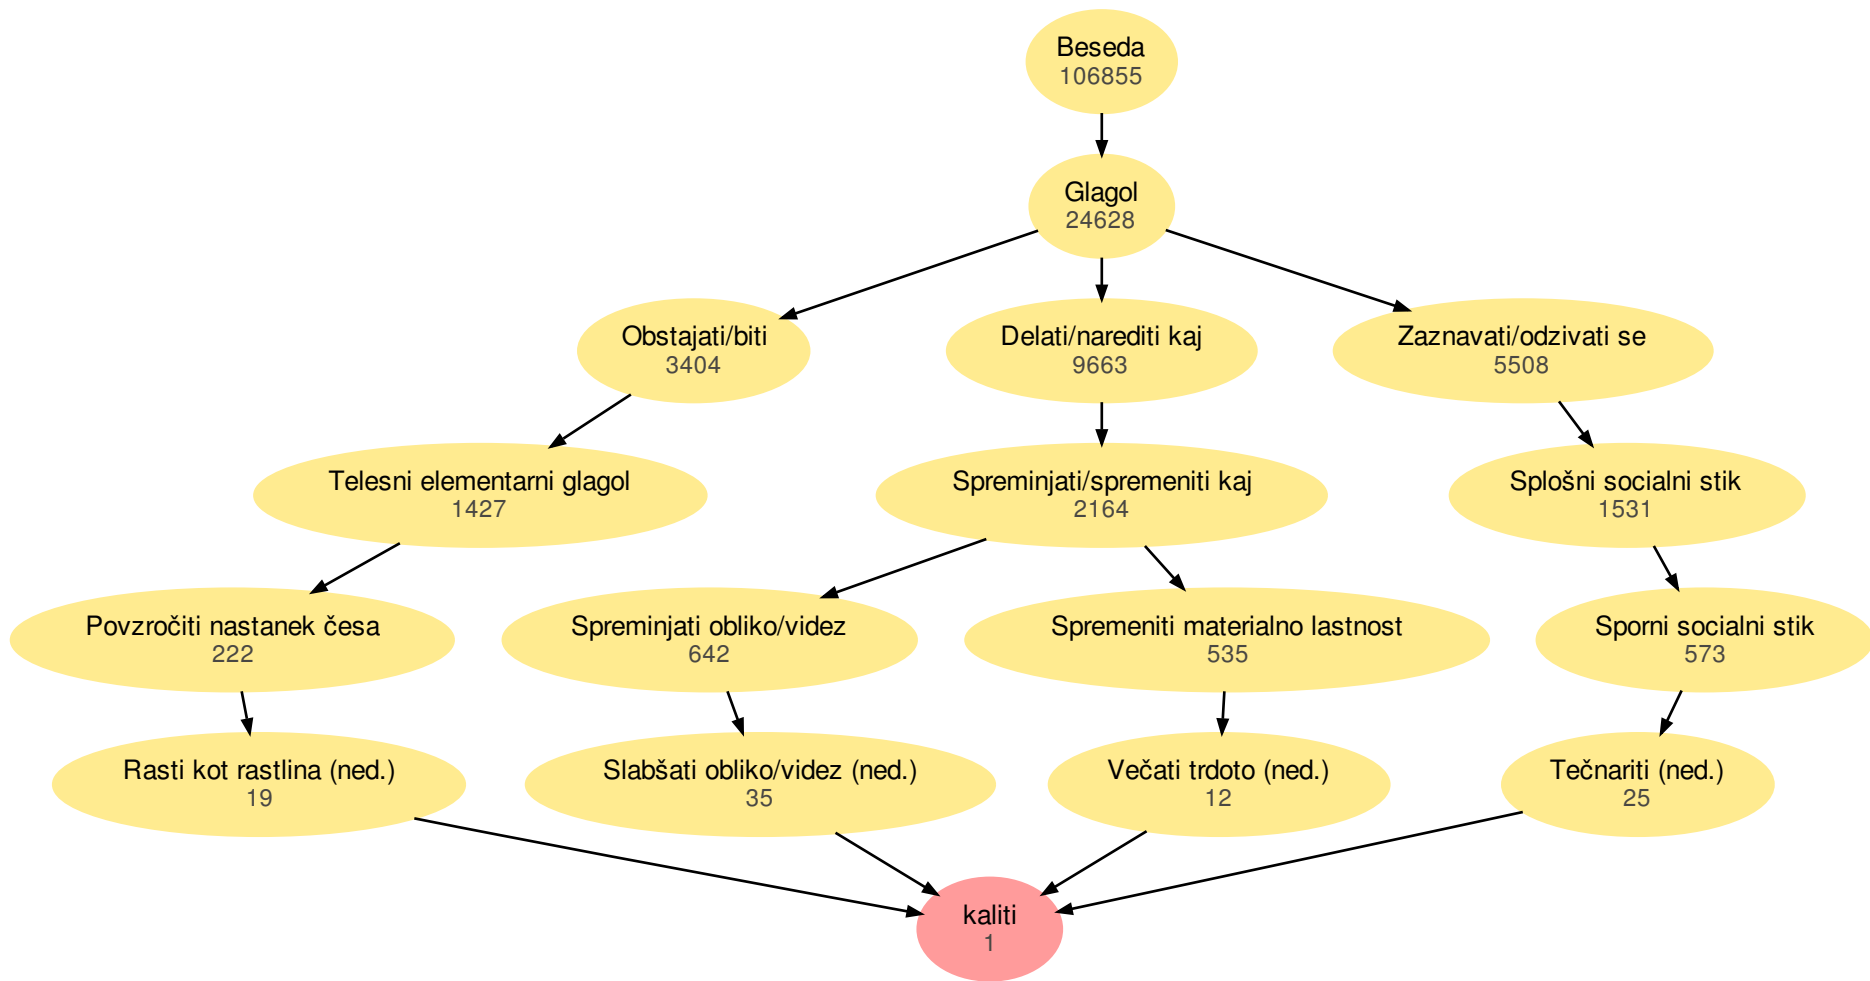 Beseda
106855
Glagol
24628
Obstajati/biti
3404
Delati/narediti kaj
9663
Zaznavati/odzivati se
5508
Telesni elementarni glagol
1427
Spreminjati/spremeniti kaj
2164
Splošni socialni stik
1531
Povzročiti nastanek česa
222
Spreminjati obliko/videz
642
Spremeniti materialno lastnost
535
Sporni socialni stik
573
Rasti kot rastlina (ned.)
19
Slabšati obliko/videz (ned.)
35
Večati trdoto (ned.)
12
Tečnariti (ned.)
25
kaliti
1